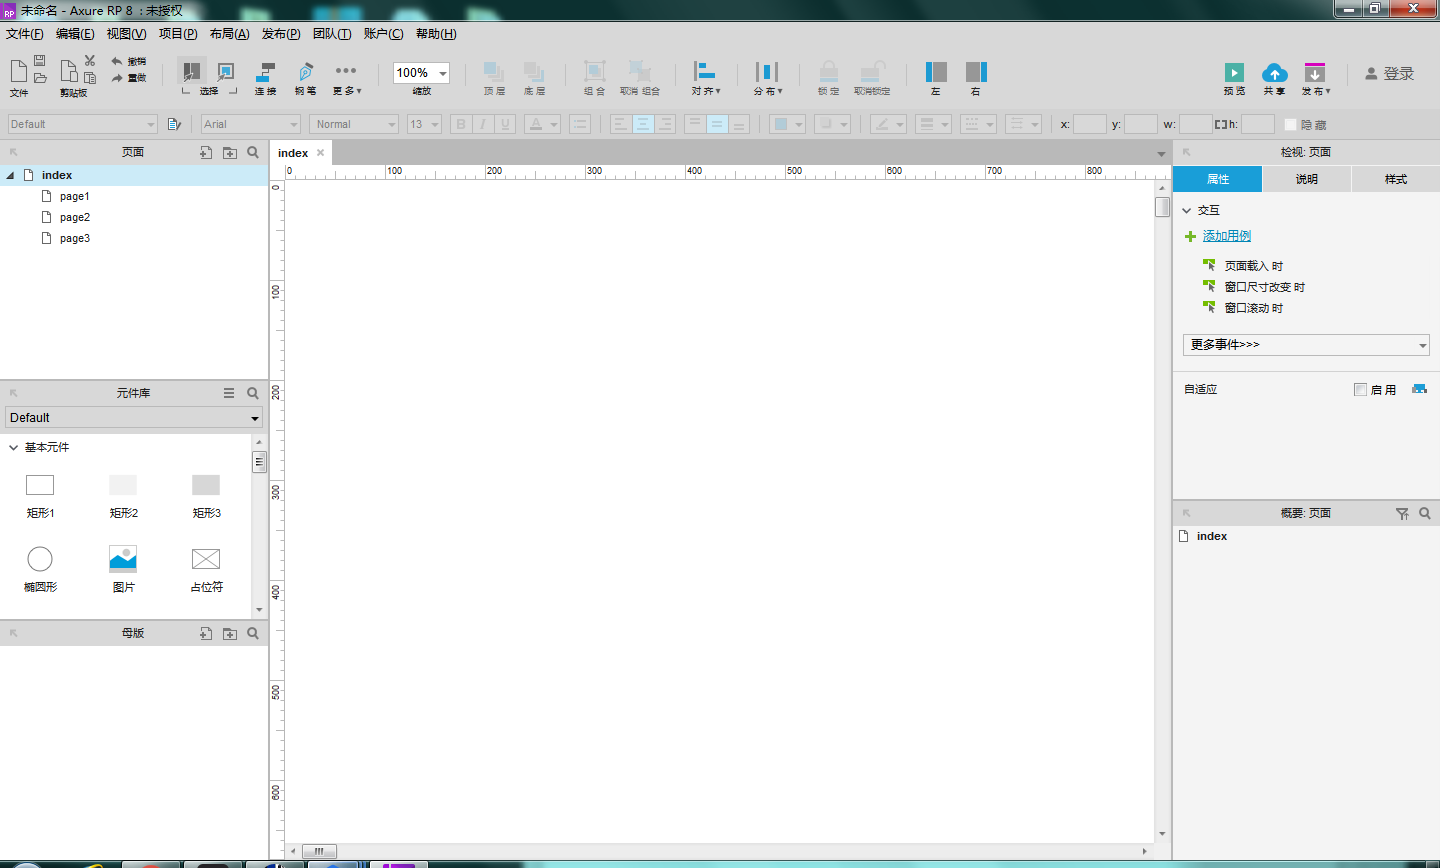 未命名 - Axure RP 8 : 未授权
文件(F) 编辑(E) 视图(V) 项目(P) 布局(A) 发布(P) 团队(T) 账户(C) 帮助(H)
撤销
重做
文件 剪贴板 选择 连接 钢笔 更多 100% 缩放 顶层 底层 组合 取消 组合 对齐 分布 锁定 取消锁定 左 右 预览 共享 发布 登录
Default Arial Normal 13 B I U A x: y: w: h: 隐藏
页面
index
page1
page2
page3
元件库
Default
基本元件
矩形1 矩形2 矩形3
椭圆形 图片 占位符
母版
index
0 100 200 300 400 500 600 700 800
0
100
200
300
400
500
600
检视: 页面
属性 说明 样式
交互
添加用例
页面载入 时
窗口尺寸改变 时
窗口滚动 时
更多事件>>>
自适应 启用
概要: 页面
index